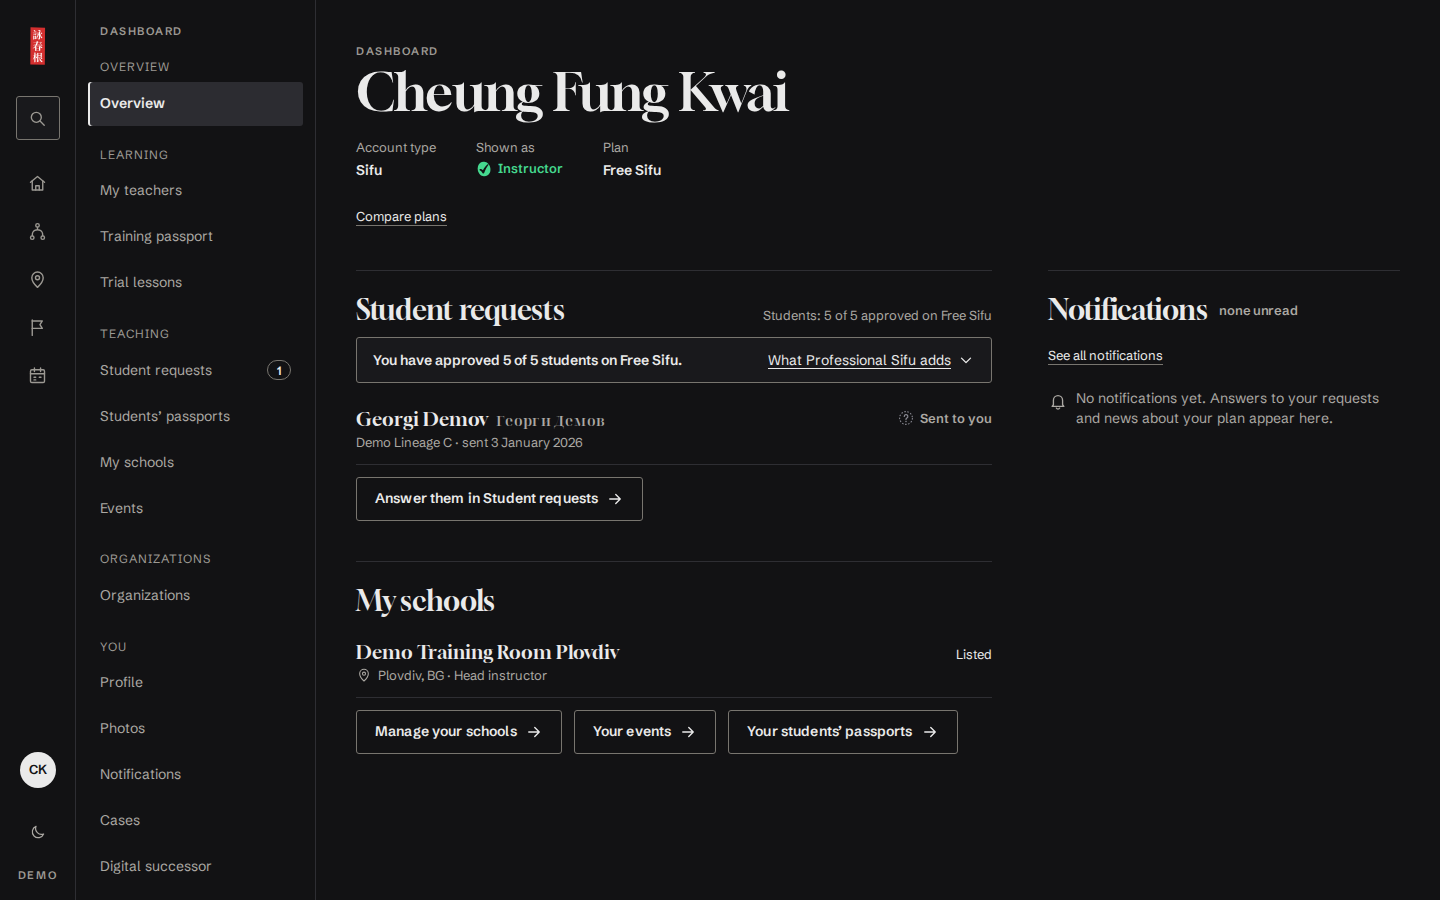 詠春根
DASHBOARD
OVERVIEW
Overview
LEARNING
My teachers
Training passport
Trial lessons
TEACHING
Student requests 1
Students’ passports
My schools
Events
ORGANIZATIONS
Organizations
YOU
Profile
Photos
Notifications
Cases
Digital successor
CK
DEMO
DASHBOARD
Cheung Fung Kwai
Account type Shown as Plan
Sifu Instructor Free Sifu
Compare plans
Student requests Students: 5 of 5 approved on Free Sifu
You have approved 5 of 5 students on Free Sifu. What Professional Sifu adds
Georgi Demov Георги Демов Sent to you
Demo Lineage C · sent 3 January 2026
Answer them in Student requests
My schools
Demo Training Room Plovdiv Listed
Plovdiv, BG · Head instructor
Manage your schools Your events Your students’ passports
Notifications none unread
See all notifications
No notifications yet. Answers to your requests
and news about your plan appear here.